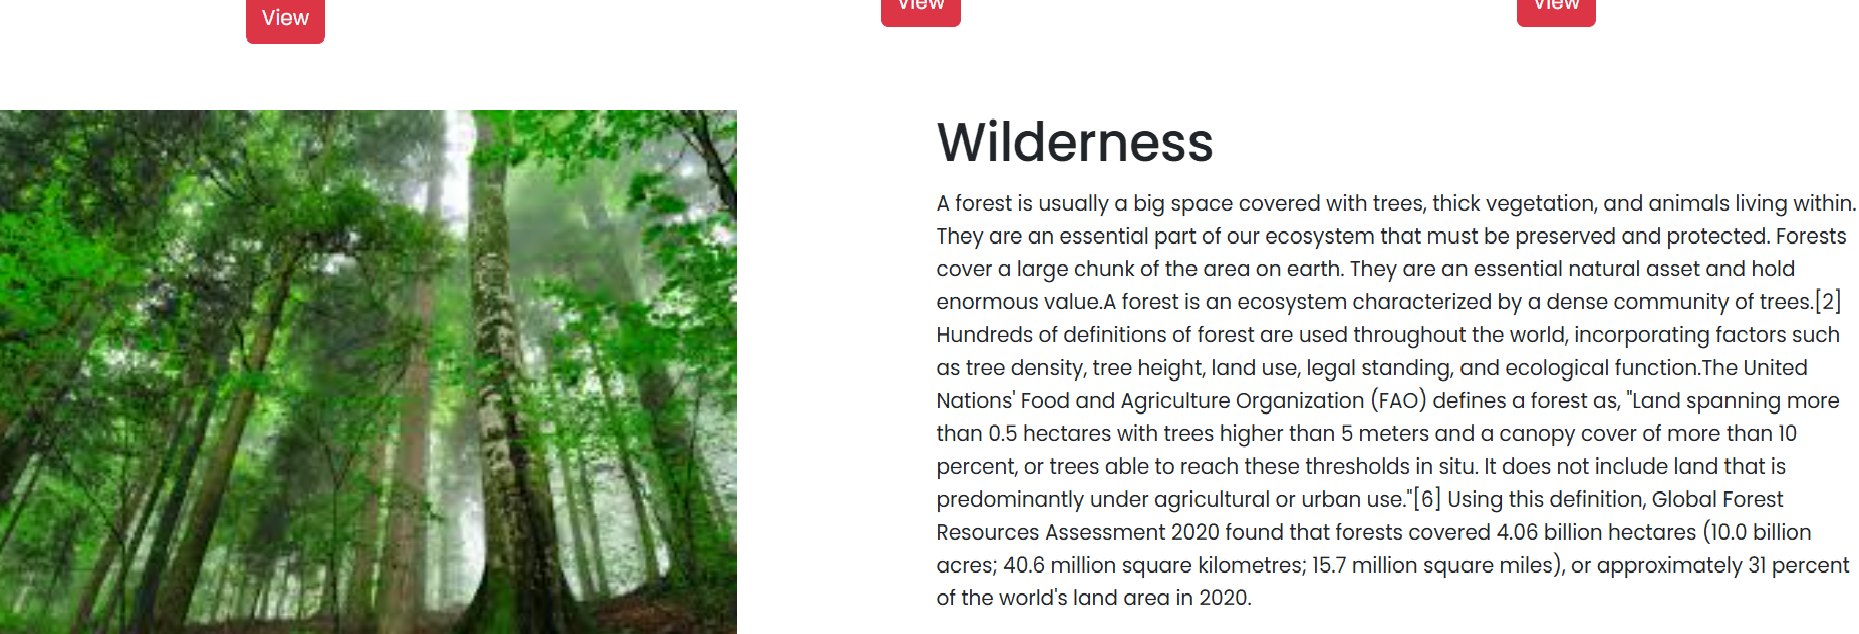 View
View
View
Wilderness
A forest is usually a big space covered with trees, thick vegetation, and animals living within.
They are an essential part of our ecosystem that must be preserved and protected. Forests
cover a large chunk of the area on earth. They are an essential natural asset and hold
enormous value.A forest is an ecosystem characterized by a dense community of trees.[2]
Hundreds of definitions of forest are used throughout the world, incorporating factors such
as tree density, tree height, land use, legal standing, and ecological function.The United
Nations' Food and Agriculture Organization (FAO) defines a forest as, "Land spanning more
than 0.5 hectares with trees higher than 5 meters and a canopy cover of more than 10
percent, or trees able to reach these thresholds in situ. It does not include land that is
predominantly under agricultural or urban use."[6] Using this definition, Global Forest
Resources Assessment 2020 found that forests covered 4.06 billion hectares (10.0 billion
acres; 40.6 million square kilometres; 15.7 million square miles), or approximately 31 percent
of the world's land area in 2020.